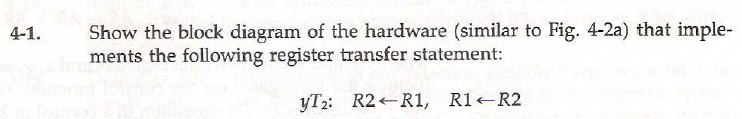 4-1. Show the block diagram of the hardware (similar to Fig. 4-2a) that imple-
ments the following register transfer statement:
yT₂: R2←R1, R1←R2